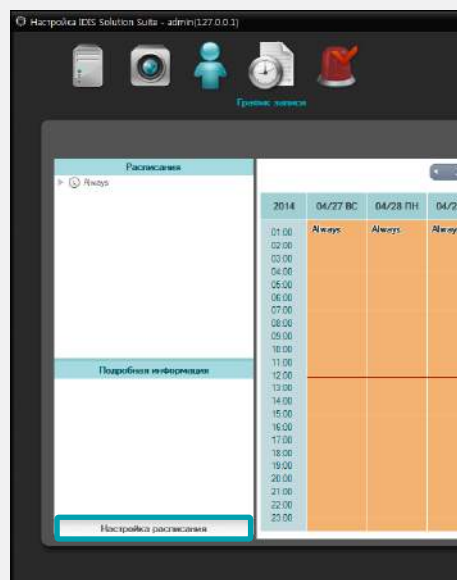 Настройка IDIS Solution Suite - admin(127.0.0.1)
График записи
Расписания
Always
2014 04/27 ВС 04/28 ПН 04/2
Always Always Alway
01:00
02:00
03:00
04:00
05:00
06:00
07:00
08:00
09:00
10:00
11:00
12:00
13:00
14:00
15:00
16:00
17:00
18:00
19:00
20:00
21:00
22:00
23:00
Подробная информация
Настройка расписания